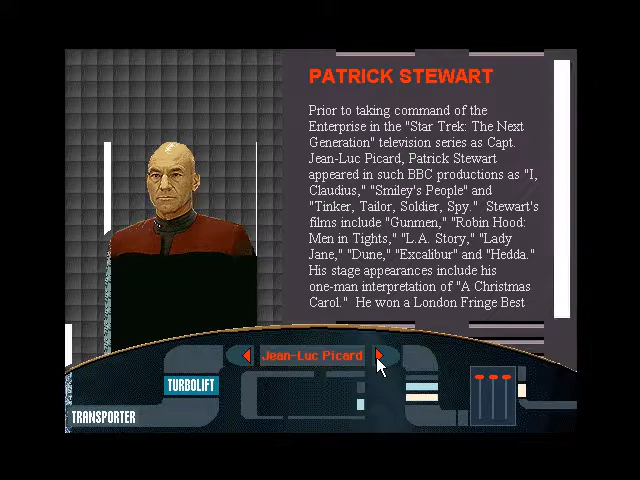 PATRICK STEWART
Prior to taking command of the
Enterprise in the "Star Trek: The Next
Generation" television series as Capt.
Jean-Luc Picard, Patrick Stewart
appeared in such BBC productions as "I,
Claudius," "Smiley's People" and
"Tinker, Tailor, Soldier, Spy."  Stewart's
films include "Gunmen," "Robin Hood:
Men in Tights," "L.A. Story," "Lady
Jane," "Dune," "Excalibur" and "Hedda."
His stage appearances include his
one-man interpretation of "A Christmas
Carol."  He won a London Fringe Best
Jean-Luc Picard
TURBOLIFT
TRANSPORTER